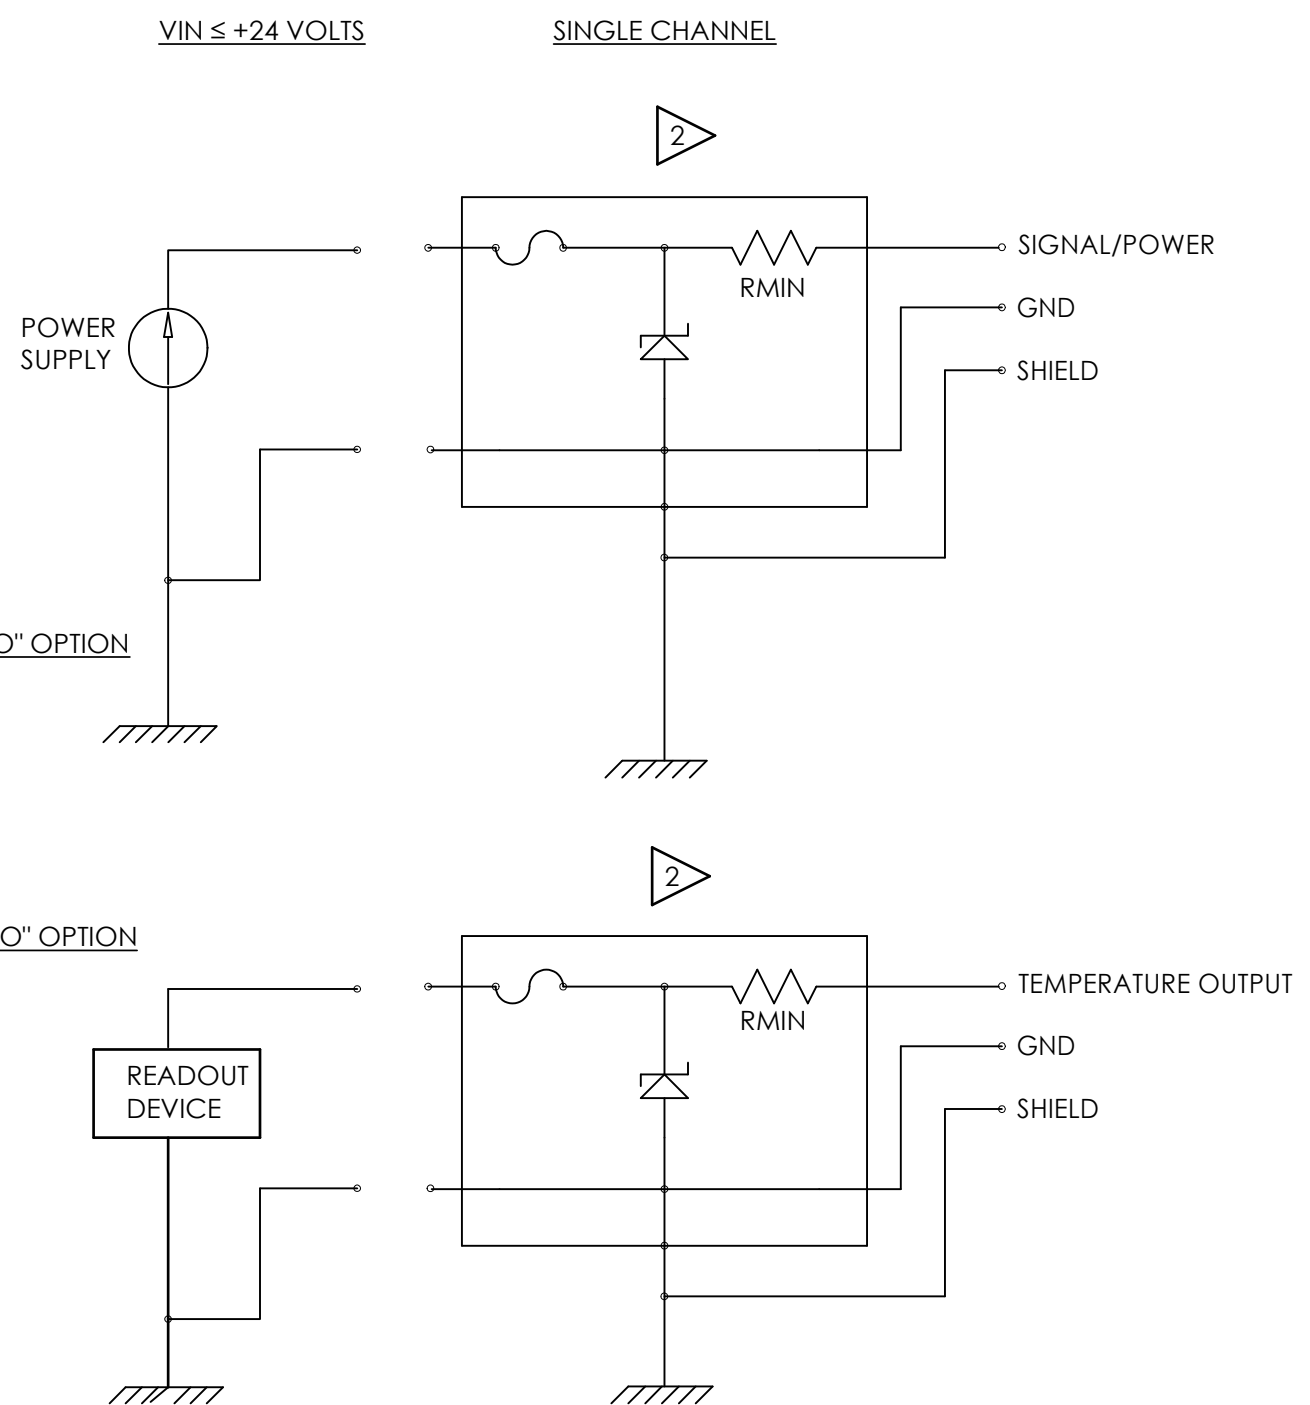 VIN ≤ +24 VOLTS
SINGLE CHANNEL
2
SIGNAL/POWER
RMIN
GND
POWER
SUPPLY
SHIELD
O" OPTION
2
O" OPTION
TEMPERATURE OUTPUT
RMIN
GND
READOUT
DEVICE
SHIELD